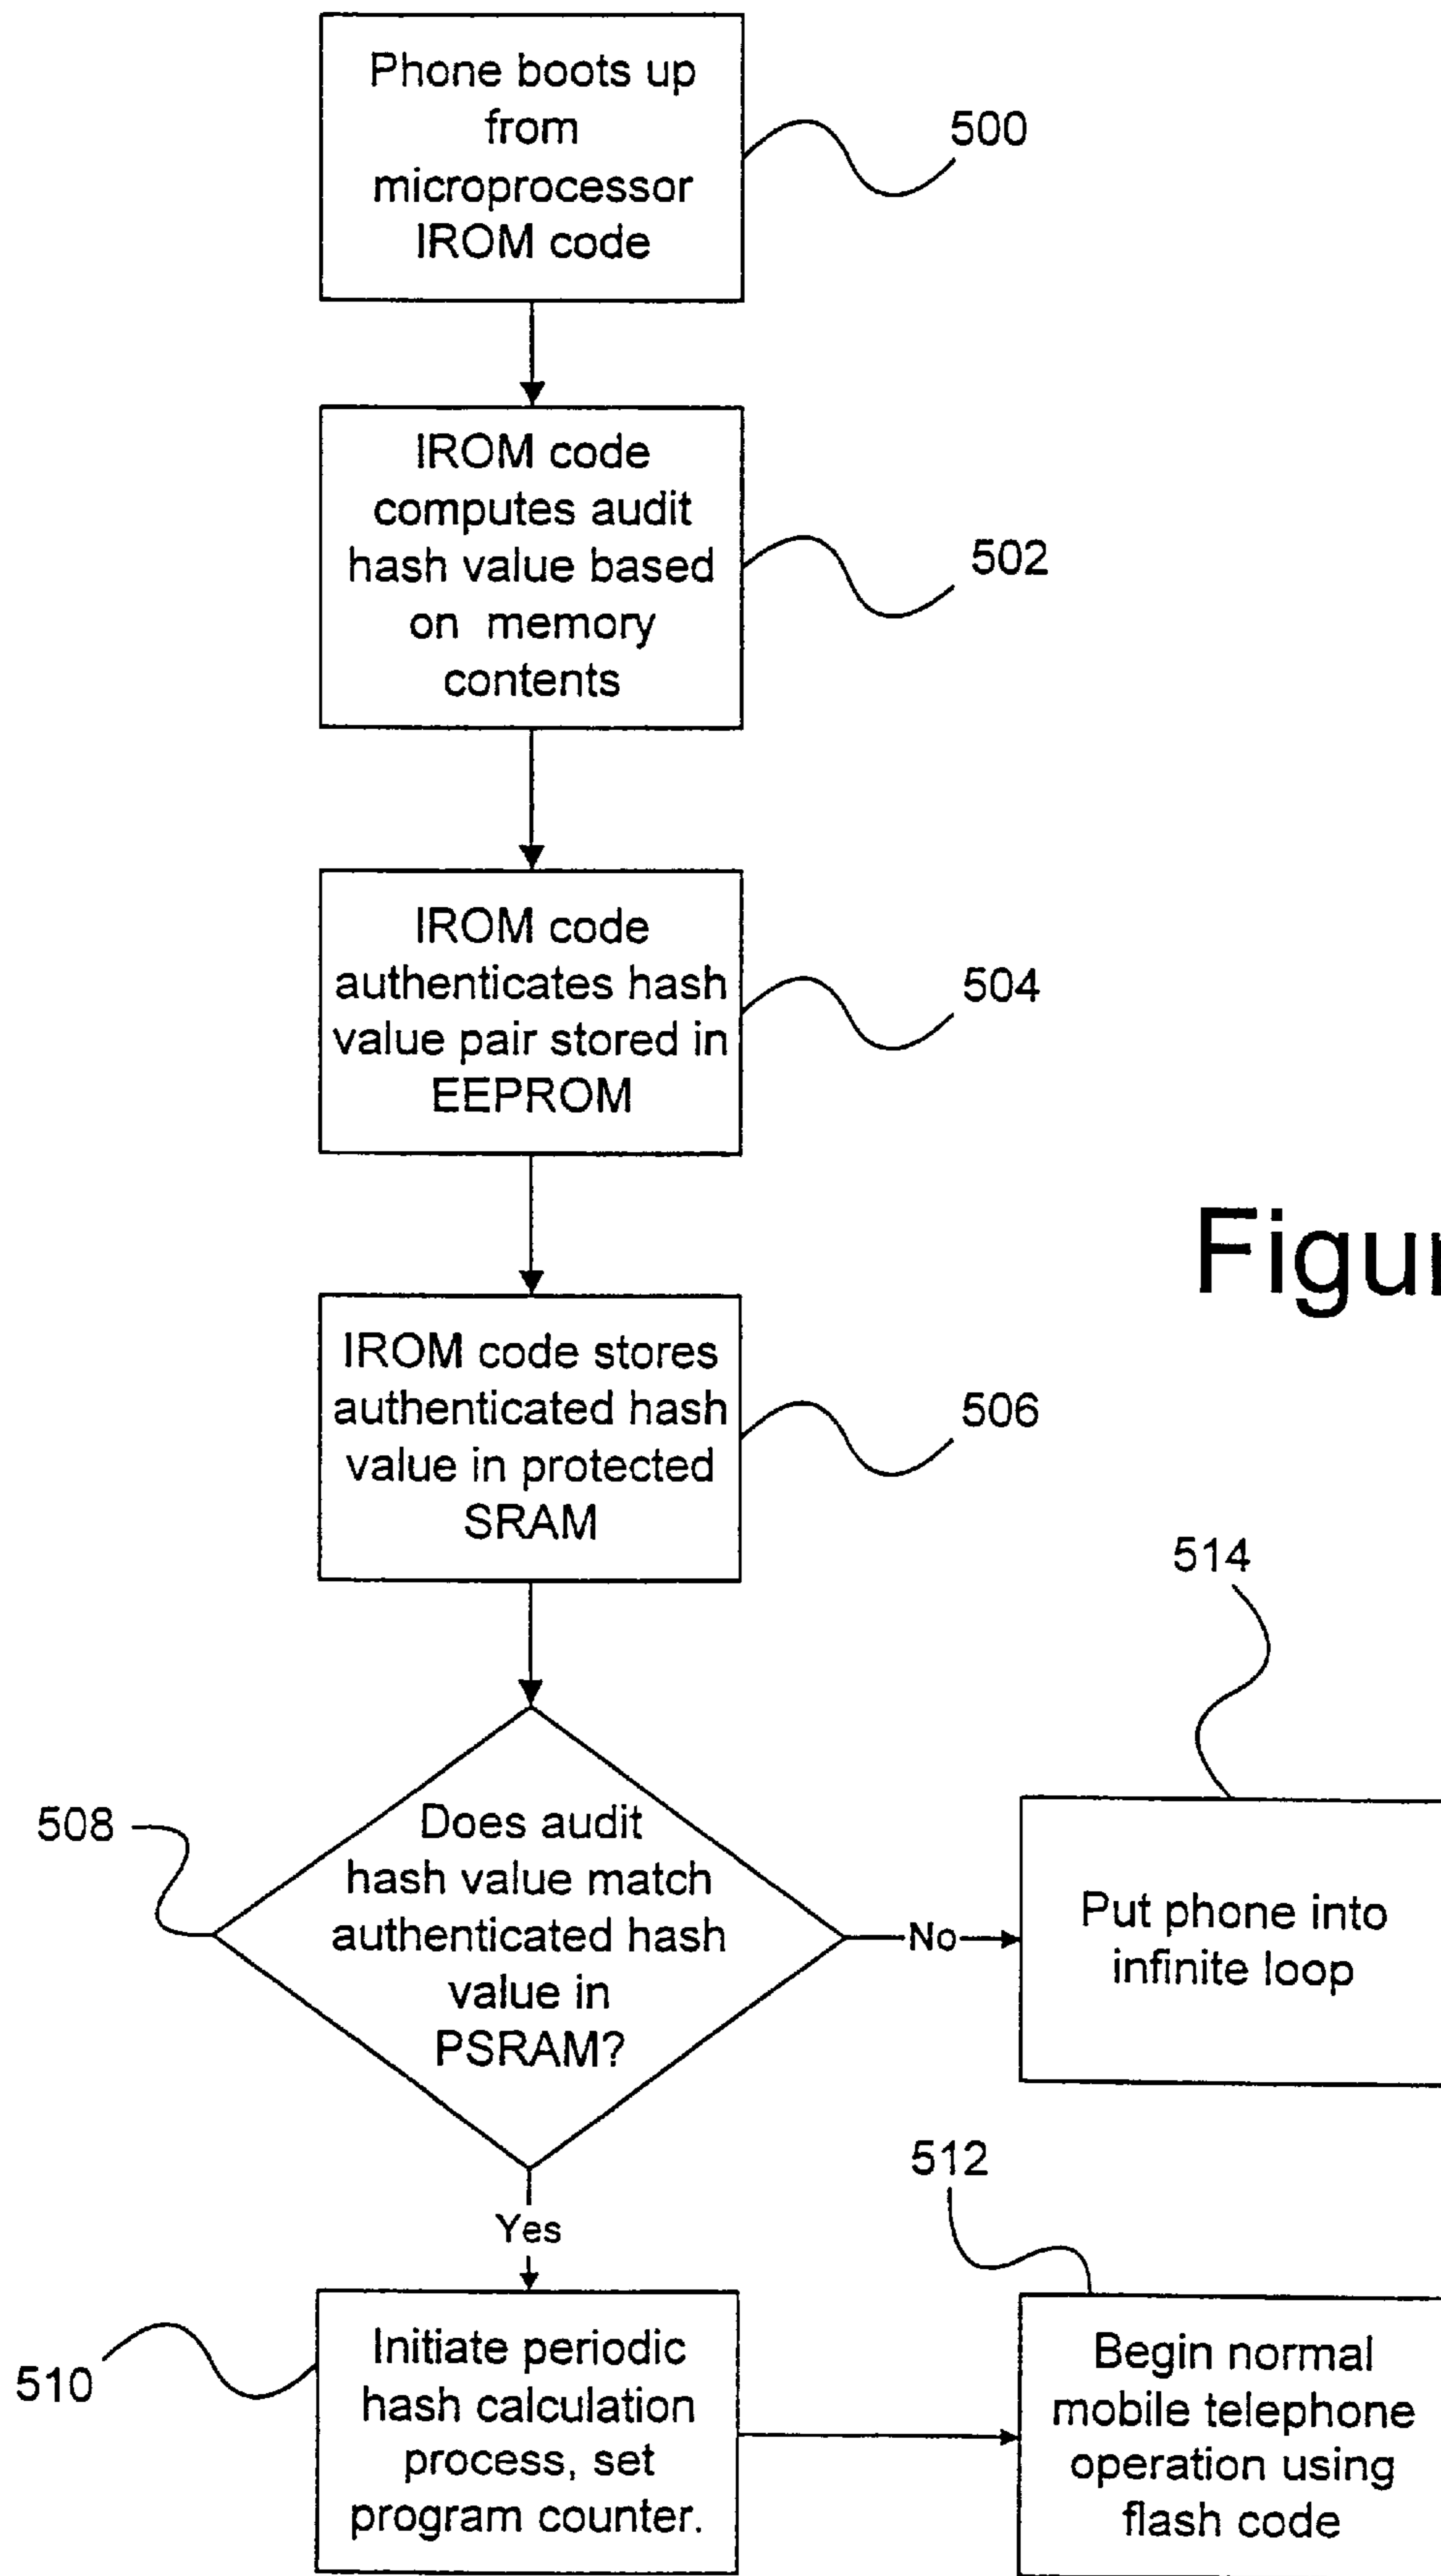 Phone boots up
from
microprocessor
IROM code
500
IROM code
computes audit
hash value based
on memory
contents
502
IROM code
authenticates hash
value pair stored in
EEPROM
504
IROM code stores
authenticated hash
value in protected
SRAM
506
508
Does audit
hash value match
authenticated hash
value in
PSRAM?
No
514
Put phone into
infinite loop
Yes
510
Initiate periodic
hash calculation
process, set
program counter.
512
Begin normal
mobile telephone
operation using
flash code